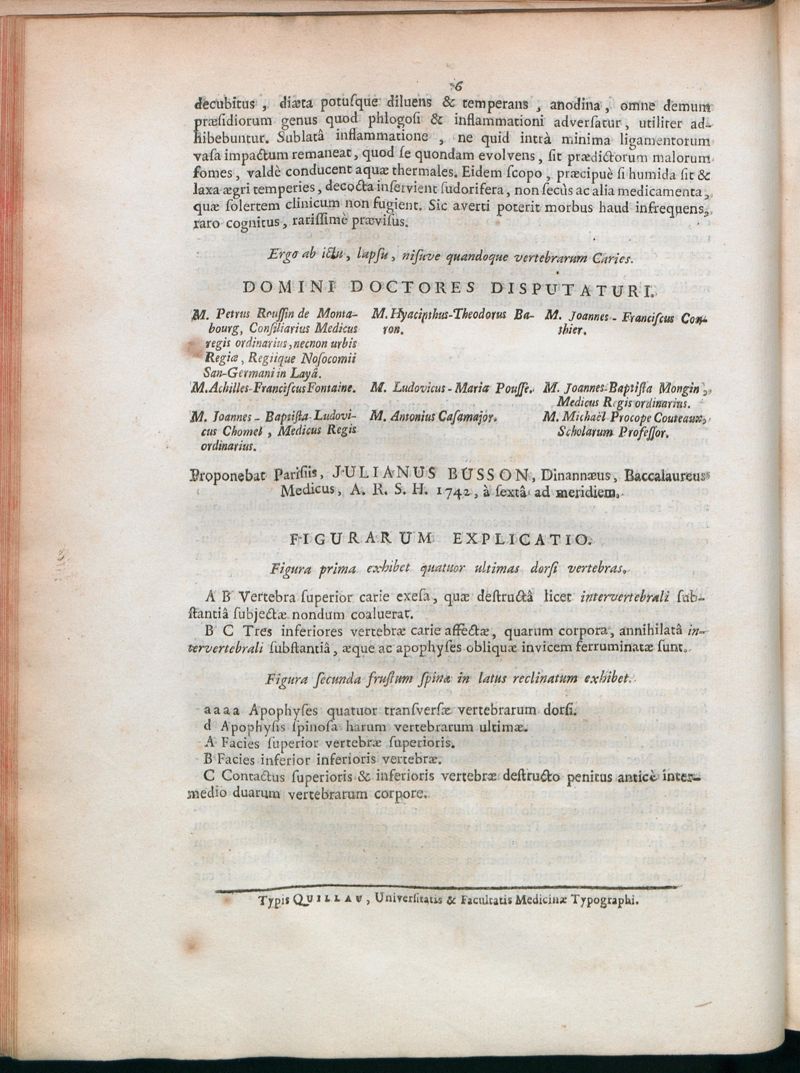 6
decubitus, diæta potuſque diluens & temperans, anodina, omne demum
præſidiorum genus quod phlogoſi & inflammationi adverſatur, utiliter ad-
hibebuntur. Sublatâ inflammatione, ne quid intrà minima ligamentorum
vaſa impactum remaneat, quod ſe quondam evolvens, ſit prædictorum malorum
fomes, valdè conducent aquæ thermales. Eidem ſcopo, præcipuè ſi humida ſit &
laxa ægri temperies, decocta inſervient ſudorifera, non ſecùs ac alia medicamenta,
quæ ſolertem clinicum non fugient. Sic averti poterit morbus haud infrequens,
raro cognitus, rariſſimè præviſus.
Ergo ab ictu, lapſu, niſuve quandoque vertebrarum Caries.
DOMINI DOCTORES DISPUTATURI.
M. Petrus Rouſſin de Monta-
bourg, Conſiliarius Medicus
regis ordinarius, necnon urbis
Regiæ, Regiique Noſocomii
San-Germani in Layâ.
M. Hyacinthus-Theodorus Ba-
ron.
M. Joannes-Franciſcus Cou-
thier.
M. Achilles-Franciſcus Fontaine.
M. Ludovicus-Maria Pouſſe.
M. Joannes-Baptiſta Mongin,
Medicus Regis ordinarius.
M. Joannes-Baptiſta-Ludovi-
cus Chomel, Medicus Regis
ordinarius.
M. Antonius Caſamajor.
M. Michaël Procope Couteaux,
Scholarum Profeſſor.
Proponebat Pariſiis, JULIANUS BUSSON, Dinannæus, Baccalaureus
Medicus, A. R. S. H. 1742, à ſextâ ad meridiem.
FIGURARUM EXPLICATIO.
Figura prima exhibet quatuor ultimas dorſi vertebras.
A B Vertebra ſuperior carie exeſa, quæ deſtructâ licet intervertebrali ſub-
ſtantiâ ſubjectæ nondum coaluerat.
B C Tres inferiores vertebræ carie affectæ, quarum corpora, annihilatâ in-
tervertebrali ſubſtantiâ, æque ac apophyſes obliquæ invicem ferruminatæ ſunt.
Figura ſecunda fruſtum ſpinæ in latus reclinatum exhibet.
a a a a Apophyſes quatuor tranſverſæ vertebrarum dorſi.
d Apophyſis ſpinoſa harum vertebrarum ultimæ.
A Facies ſuperior vertebræ ſuperioris.
B Facies inferior inferioris vertebræ.
C Contactus ſuperioris & inferioris vertebræ deſtructo penitus anticè inter-
medio duarum vertebrarum corpore.
Typis QUILLAU, Univerſitatis & Facultatis Medicinæ Typographi.